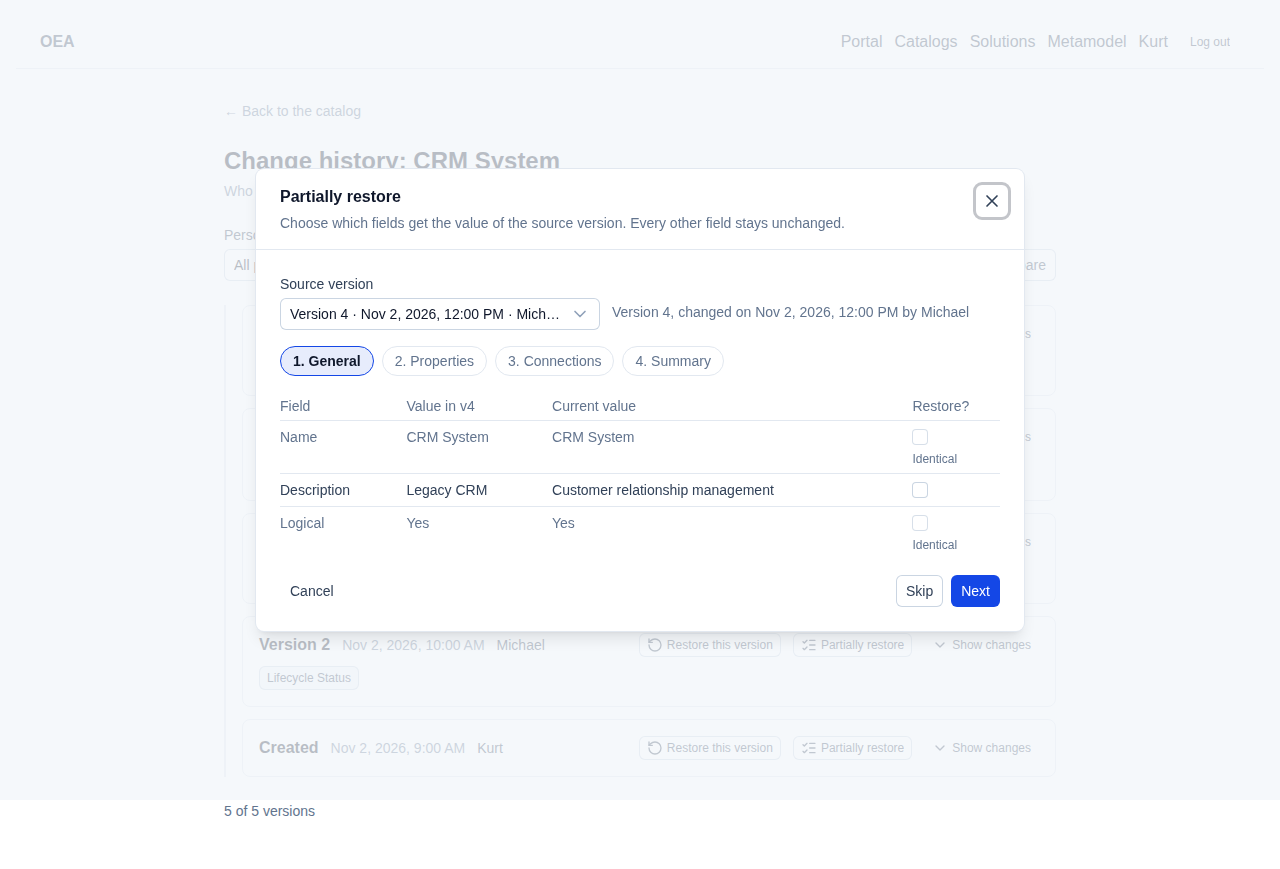 OEA Portal Catalogs Solutions Metamodel Kurt Log out
← Back to the catalog
Change history: CRM System
Who
Partially restore
Choose which fields get the value of the source version. Every other field stays unchanged.
All
are
Source version
Version 4 · Nov 2, 2026, 12:00 PM · Mich… Version 4, changed on Nov 2, 2026, 12:00 PM by Michael
1. General 2. Properties 3. Connections 4. Summary
Field Value in v4 Current value Restore?
Name CRM System CRM System
Identical
Description Legacy CRM Customer relationship management
Logical Yes Yes
Identical
Cancel Skip Next
Version 2 Nov 2, 2026, 10:00 AM Michael Restore this version Partially restore Show changes
Lifecycle Status
Created Nov 2, 2026, 9:00 AM Kurt Restore this version Partially restore Show changes
5 of 5 versions